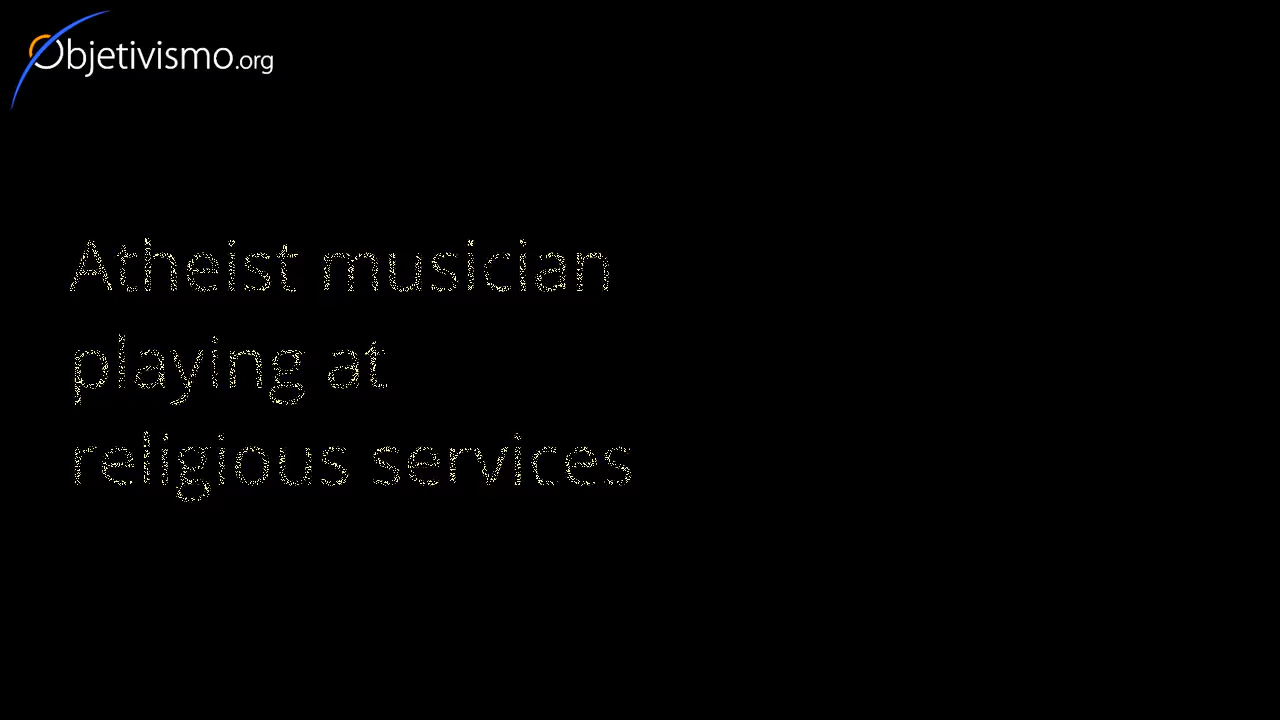 Objetivismo.org
Atheist musician
playing at
religious services